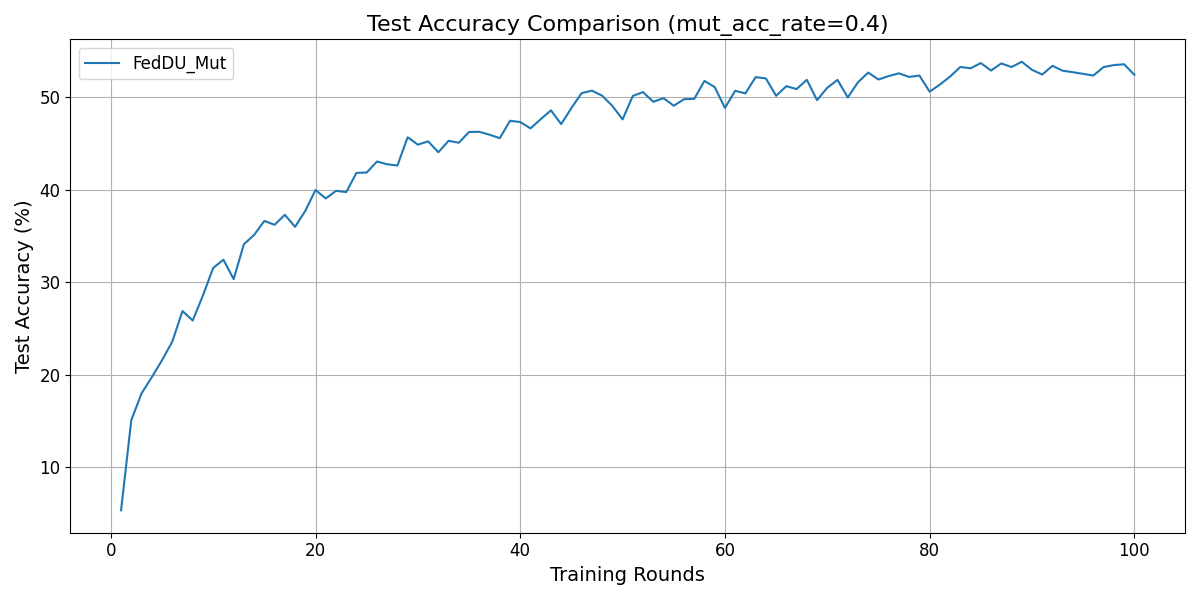 Test Accuracy Comparison (mut_acc_rate=0.4)
FedDU_Mut
Test Accuracy (%)
50
40
30
20
10
0 20 40 60 80 100
Training Rounds